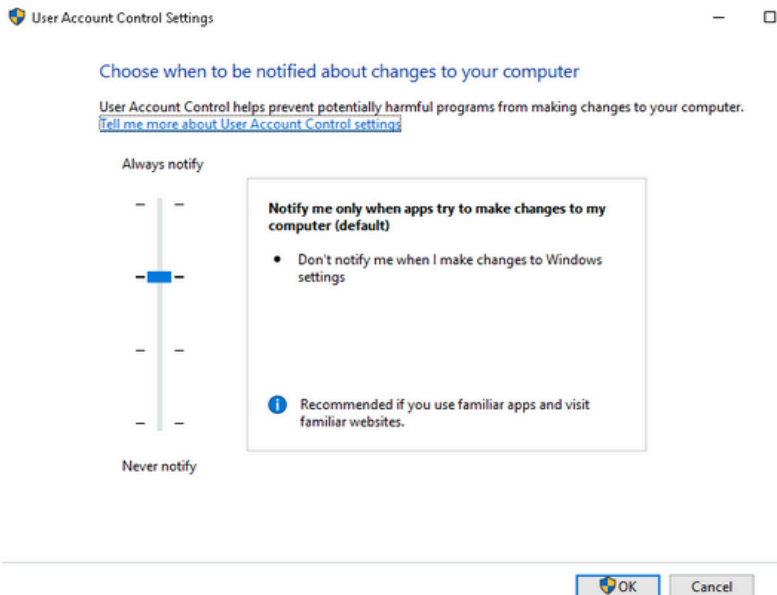 User Account Control Settings
Choose when to be notified about changes to your computer
User Account Control helps prevent potentially harmful programs from making changes to your computer.
Tell me more about User Account Control settings
Always notify
Notify me only when apps try to make changes to my
computer (default)
• Don't notify me when I make changes to Windows
settings
Recommended if you use familiar apps and visit
familiar websites.
Never notify
OK
Cancel